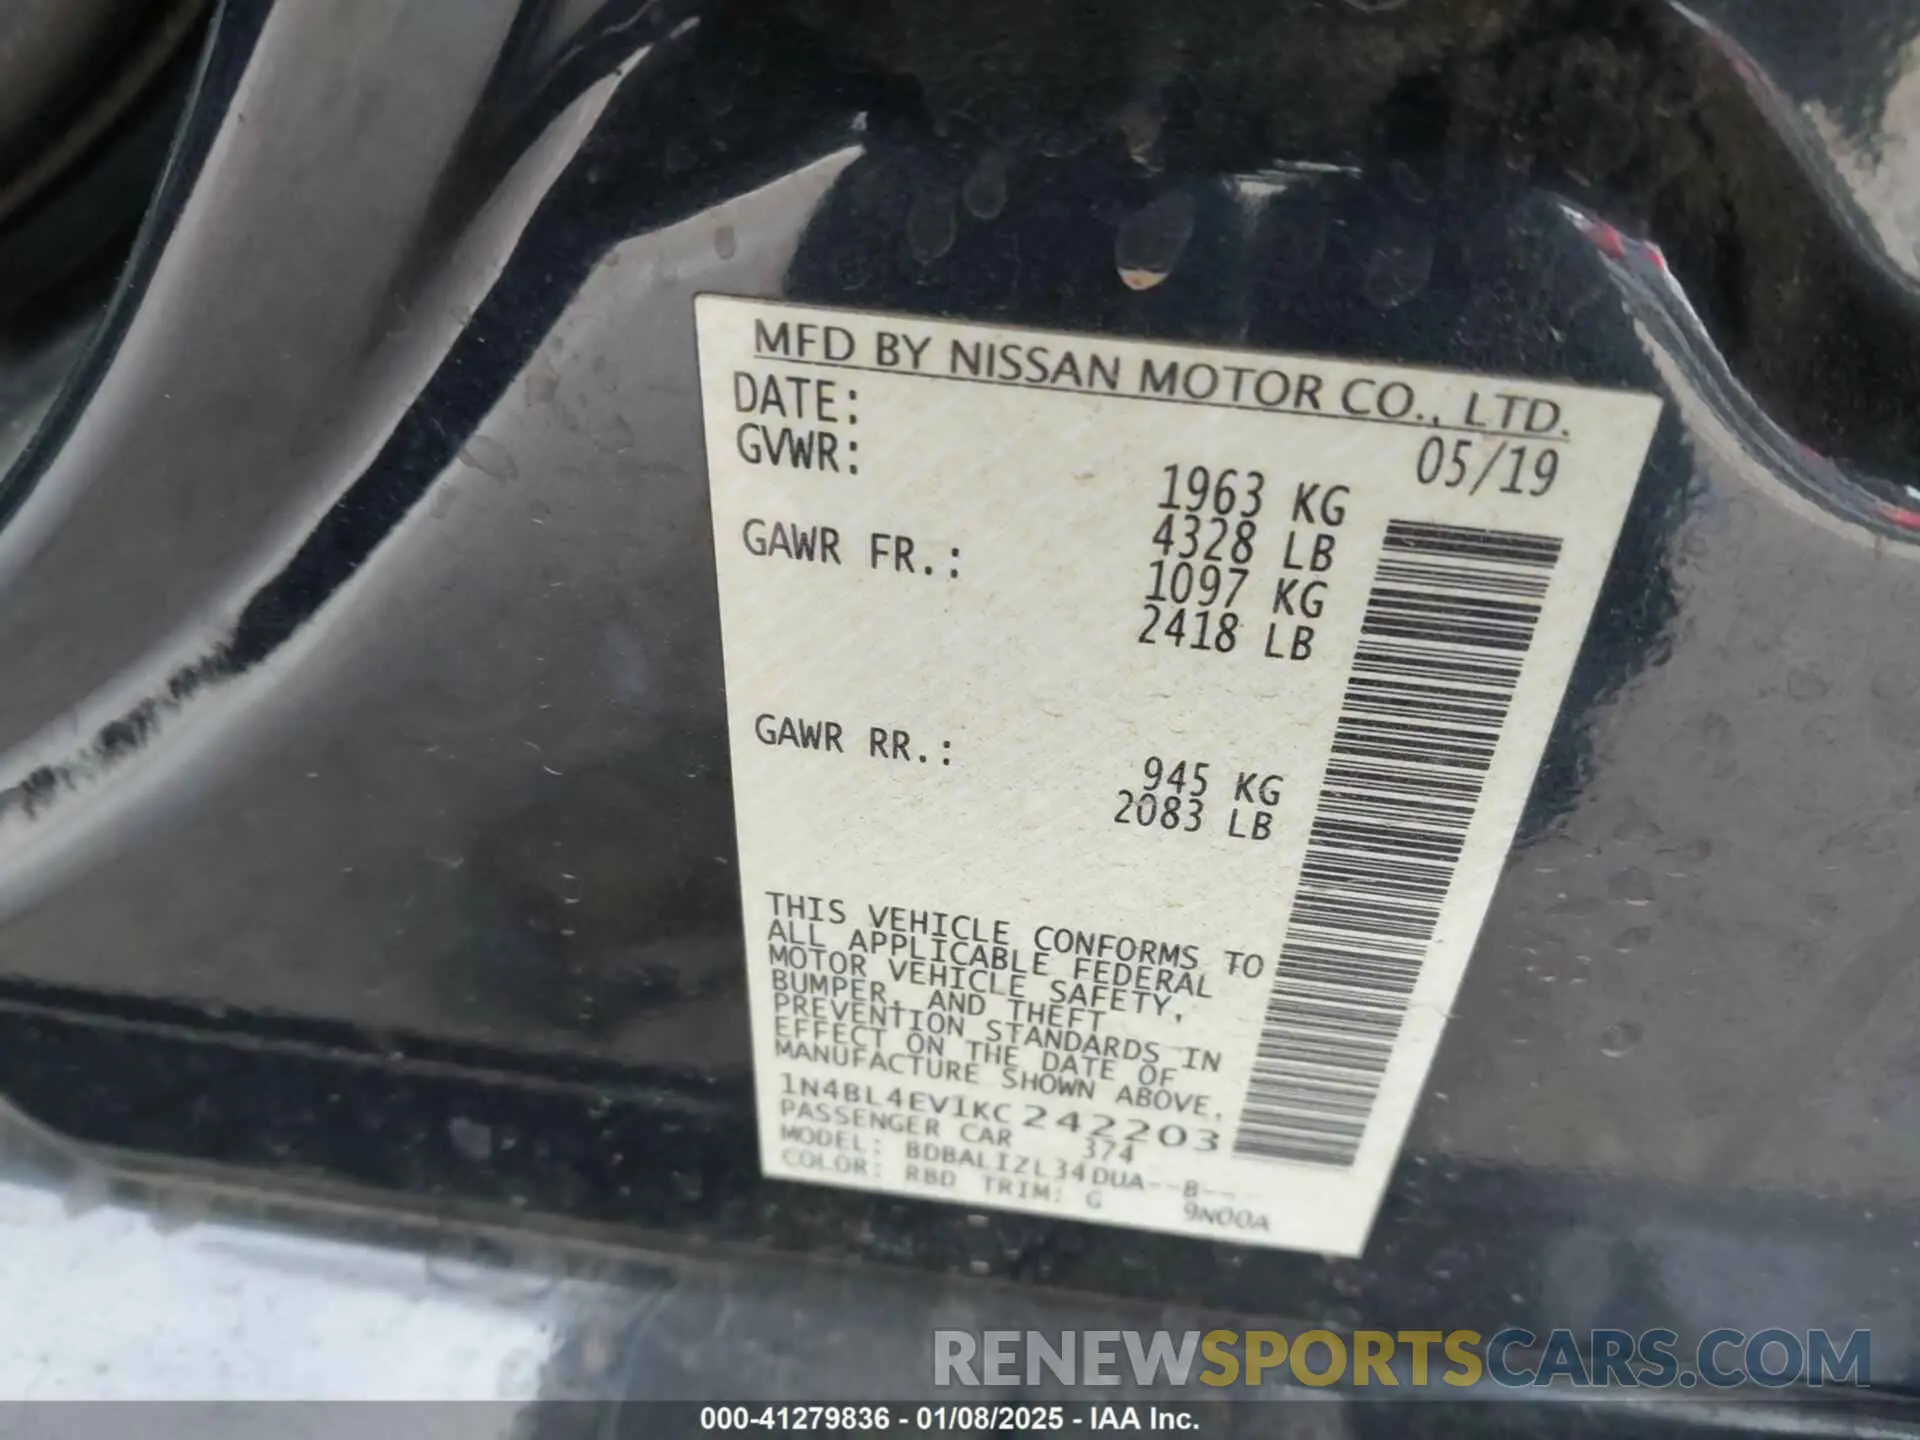 MFD BY NISSAN MOTOR CO., LTD.
DATE: 05/19
GVWR: 1963 KG
4328 LB
GAWR FR.: 1097 KG
2418 LB
GAWR RR.: 945 KG
2083 LB
THIS VEHICLE CONFORMS TO
ALL APPLICABLE FEDERAL
MOTOR VEHICLE SAFETY,
BUMPER, AND THEFT
PREVENTION STANDARDS IN
EFFECT ON THE DATE OF
MANUFACTURE SHOWN ABOVE.
1N4BL4EV1KC242203
PASSENGER CAR 374
MODEL: BDBALIZL34DUA--B--
COLOR: RBD TRIM: G 9N00A
RENEWSPORTSCARS.COM
000-41279836 - 01/08/2025 - IAA Inc.